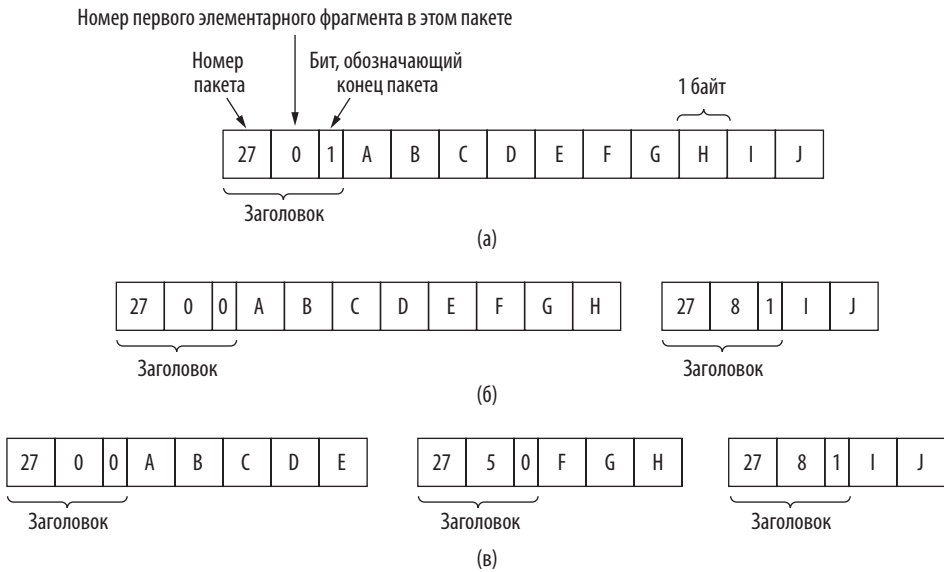 Номер первого элементарного фрагмента в этом пакете
Номер
пакета
Бит, обозначающий
конец пакета
1 байт
27 0 1 A B C D E F G H I J
Заголовок
(а)
27 0 0 A B C D E F G H
27 8 1 I J
Заголовок
Заголовок
(б)
27 0 0 A B C D E
27 5 0 F G H
27 8 1 I J
Заголовок
Заголовок
Заголовок
(в)